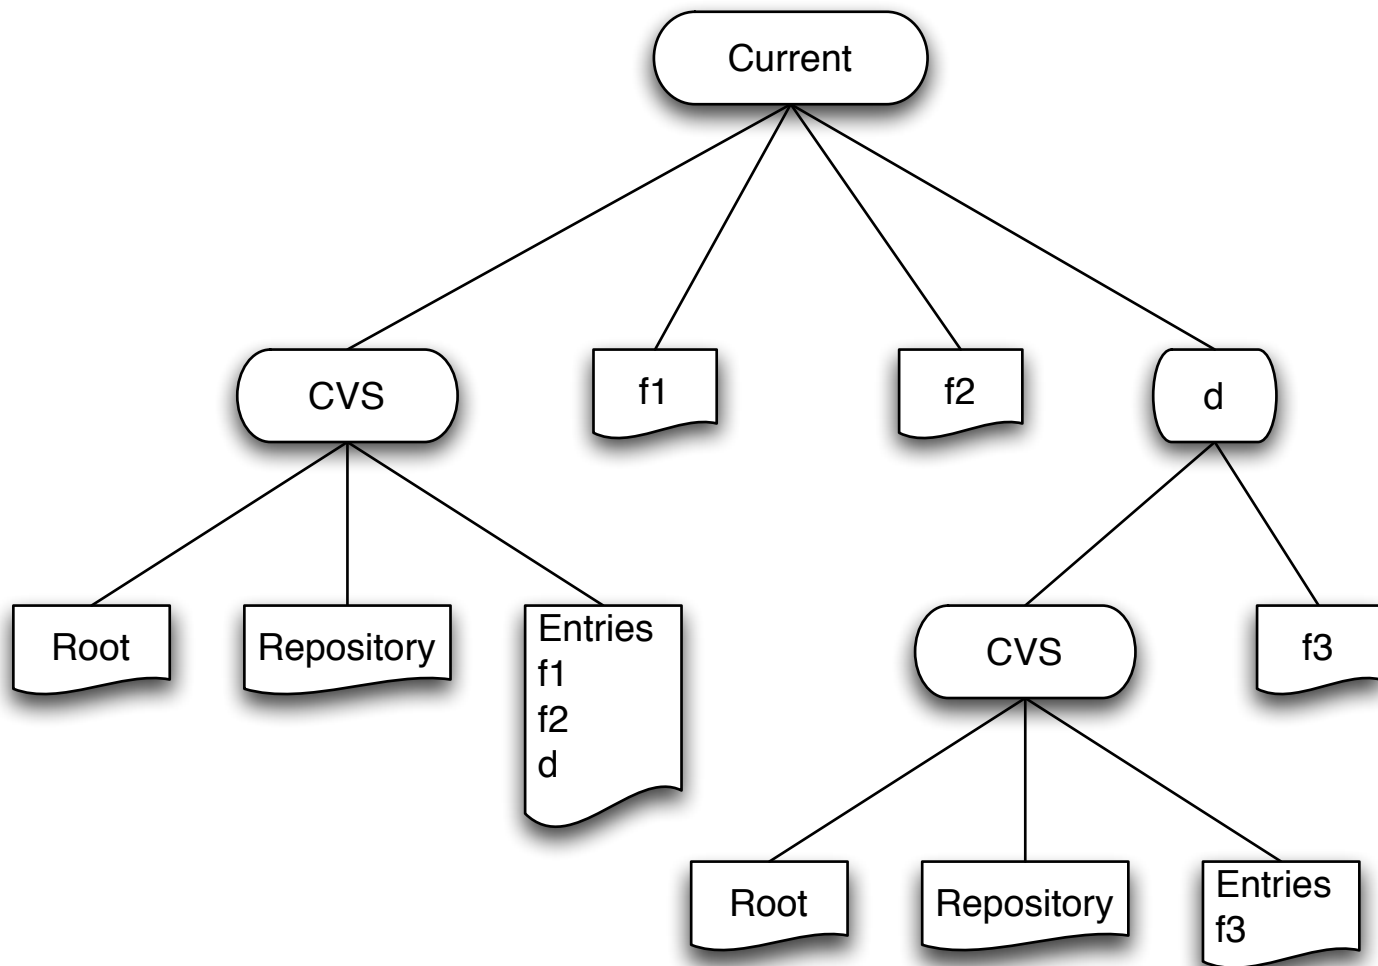 Current
CVS
f1
f2
d
Root
Repository
Entries
f1
f2
d
CVS
f3
Root
Repository
Entries
f3